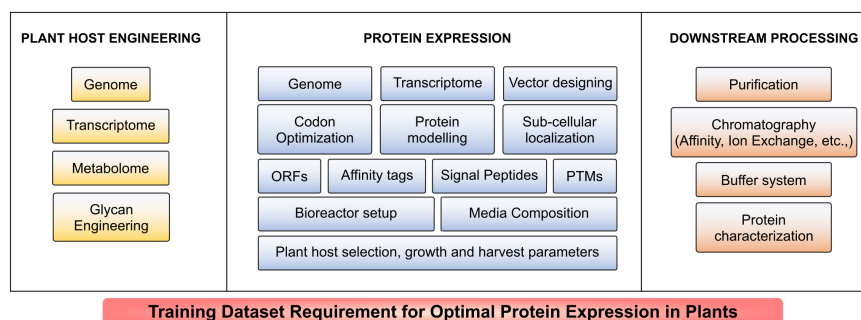 PLANT HOST ENGINEERING
Genome
Transcriptome
Metabolome
Glycan
Engineering
PROTEIN EXPRESSION
Genome
Transcriptome
Vector designing
Codon
Optimization
Protein
modelling
Sub-cellular
localization
ORFs
Affinity tags
Signal Peptides
PTMs
Bioreactor setup
Media Composition
Plant host selection, growth and harvest parameters
DOWNSTREAM PROCESSING
Purification
Chromatography
(Affinity, Ion Exchange, etc.,)
Buffer system
Protein
characterization
Training Dataset Requirement for Optimal Protein Expression in Plants